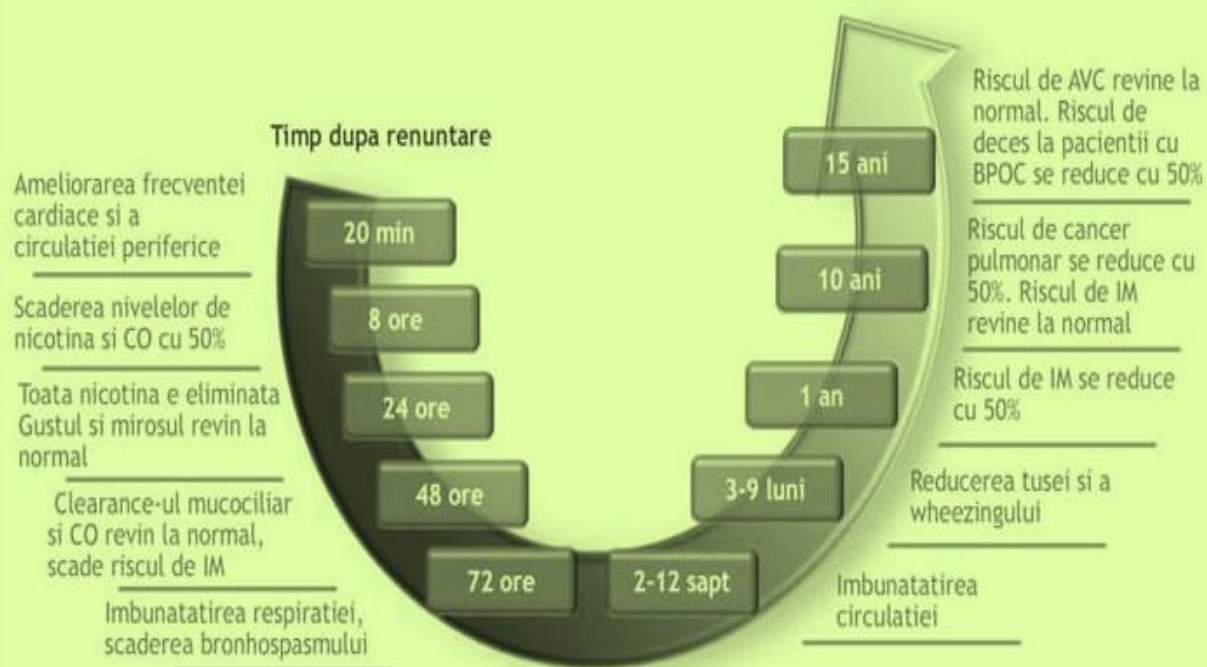 Timp dupa renuntare
Ameliorarea frecventei
cardiace si a
circulatiei periferice
20 min
Scaderea nivelelor de
nicotina si CO cu 50%
8 ore
Toata nicotina e eliminata
Gustul si mirosul revin la
normal
24 ore
Clearance-ul mucociliar
si CO revin la normal,
scade riscul de IM
48 ore
Imbunatatirea respiratiei,
scaderea bronhospasmului
72 ore
2-12 sapt
Imbunatatirea
circulatiei
3-9 luni
Reducerea tusei si a
wheezingului
1 an
Riscul de IM se reduce
cu 50%
10 ani
Riscul de cancer
pulmonar se reduce cu
50%. Riscul de IM
revine la normal
15 ani
Riscul de AVC revine la
normal. Riscul de
deces la pacientii cu
BPOC se reduce cu 50%